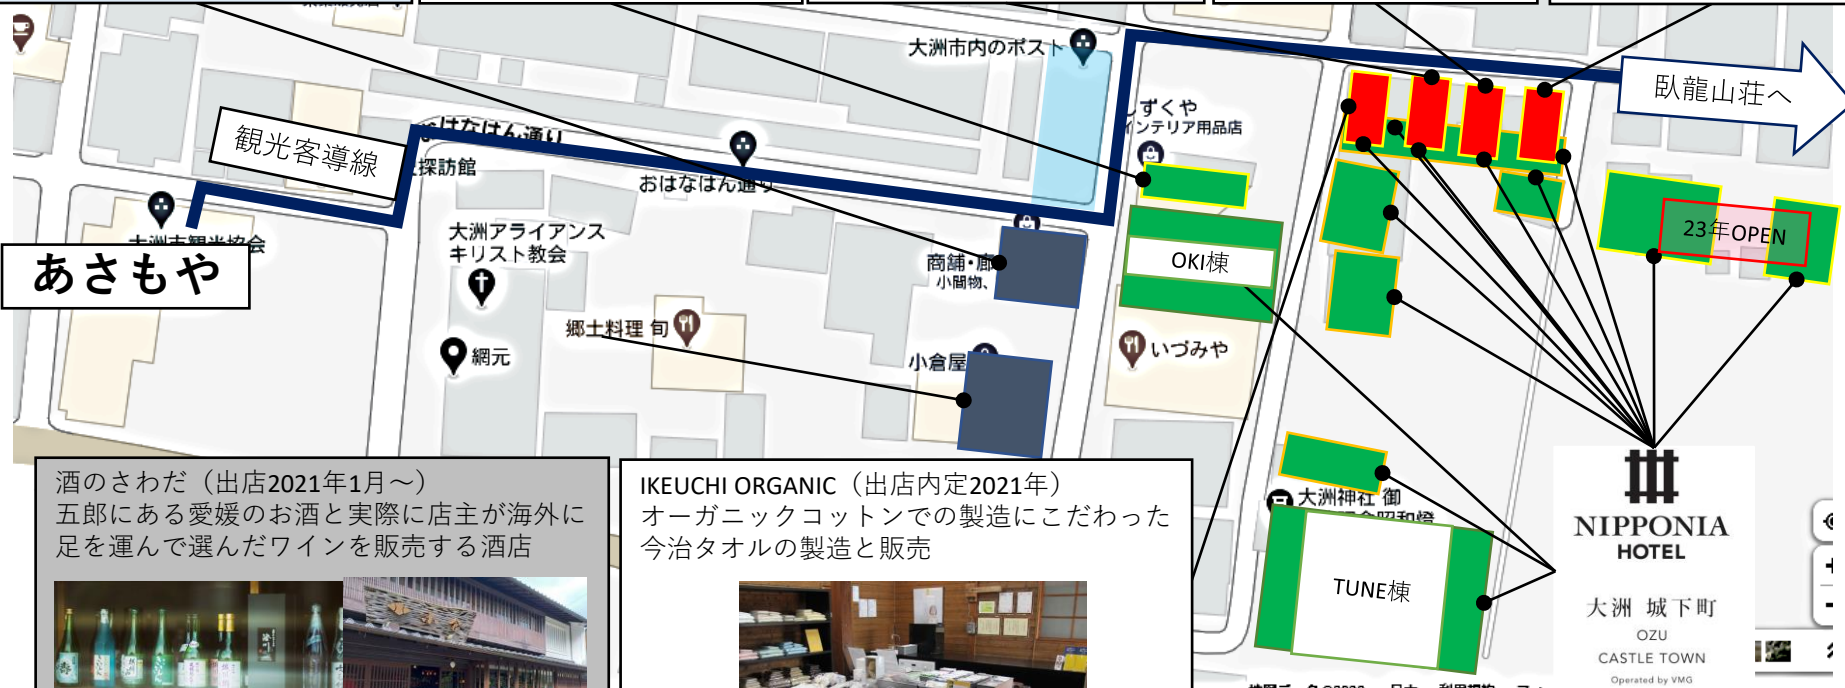 大洲市内のポスト
臥龍山荘へ
しずくや
インテリア用品店
はなはん通り
観光客導線
探訪館
おはなはん通り
大洲市観光協会
あさもや
大洲アライアンス
キリスト教会
商舗・廊
小間物、
OKI棟
23年OPEN
郷土料理 旬
網元
小倉屋
いづみや
酒のさわだ（出店2021年1月～）
五郎にある愛媛のお酒と実際に店主が海外に
足を運んで選んだワインを販売する酒店
IKEUCHI ORGANIC（出店内定2021年）
オーガニックコットンでの製造にこだわった
今治タオルの製造と販売
大洲神社 御
TUNE棟
NIPPONIA
HOTEL
大洲 城下町
OZU
CASTLE TOWN
Operated by VMG